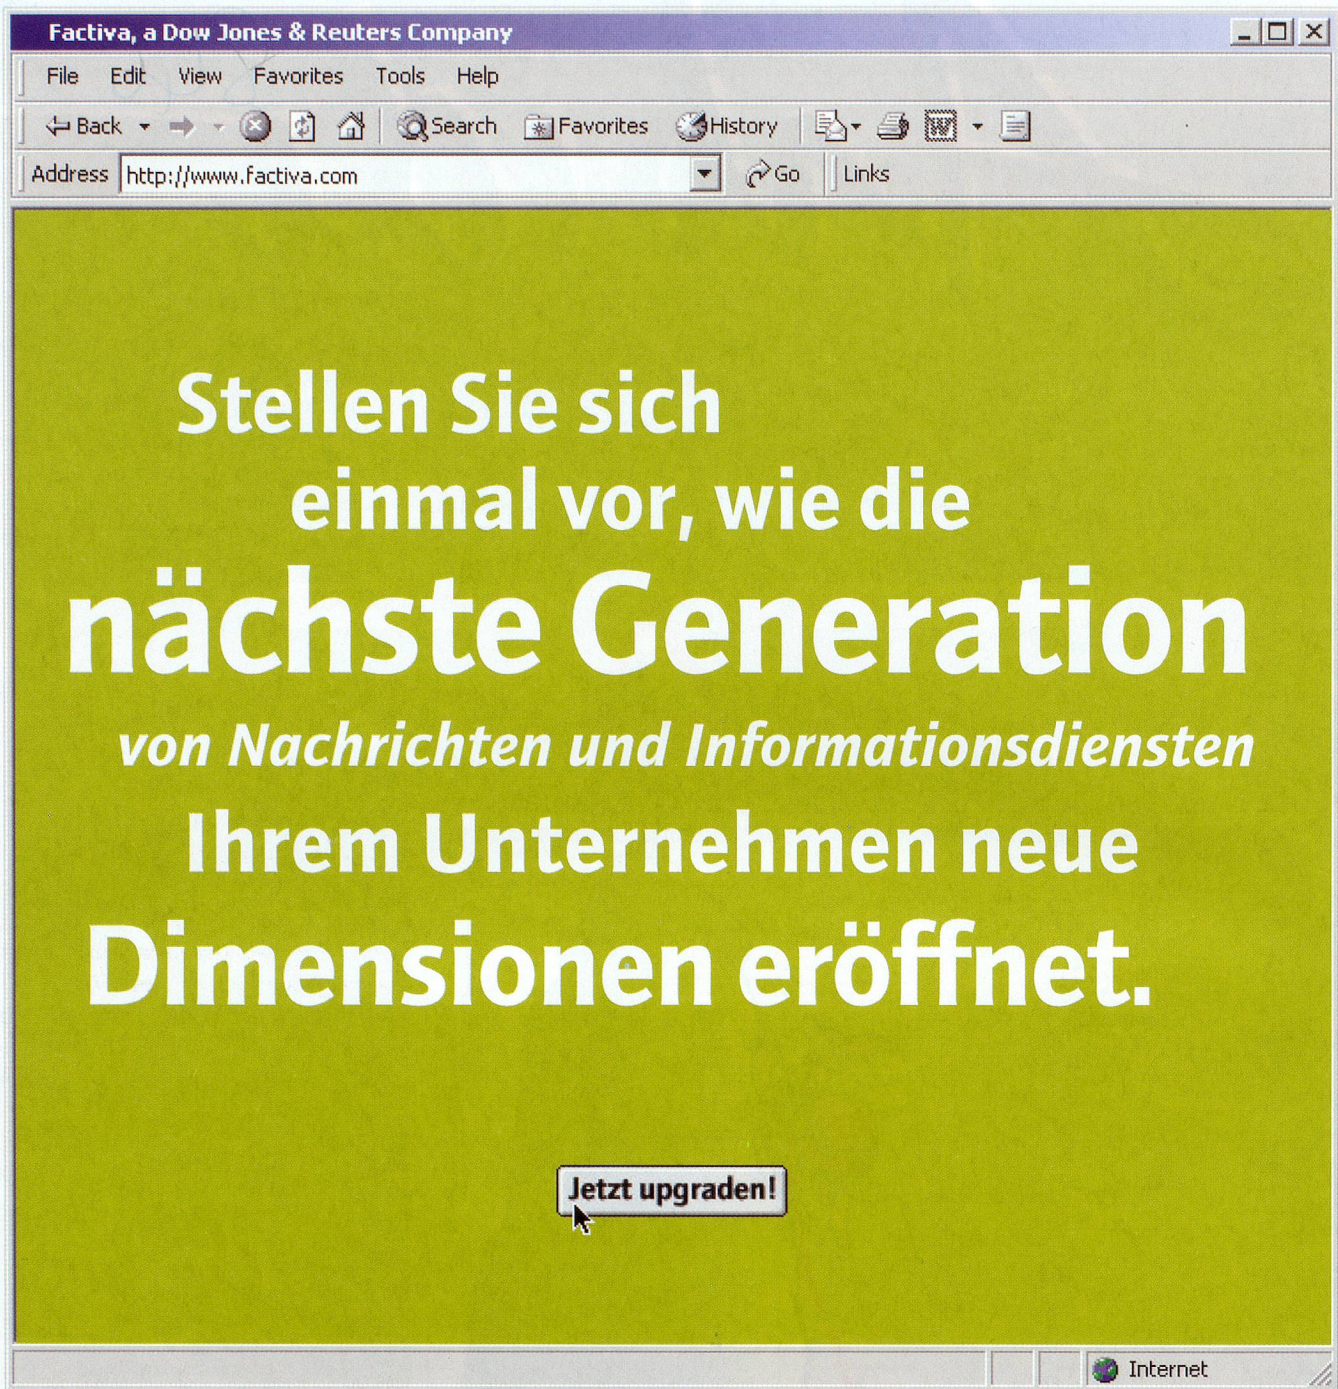 Factiva, a Dow Jones & Reuters Company
File Edit View Favorites Tools Help
Back Search Favorites History W
Address http://www.factiva.com Go Links
Stellen Sie sich
einmal vor, wie die
nächste Generation
von Nachrichten und Informationsdiensten
Ihrem Unternehmen neue
Dimensionen eröffnet.
Jetzt upgraden!
Internet